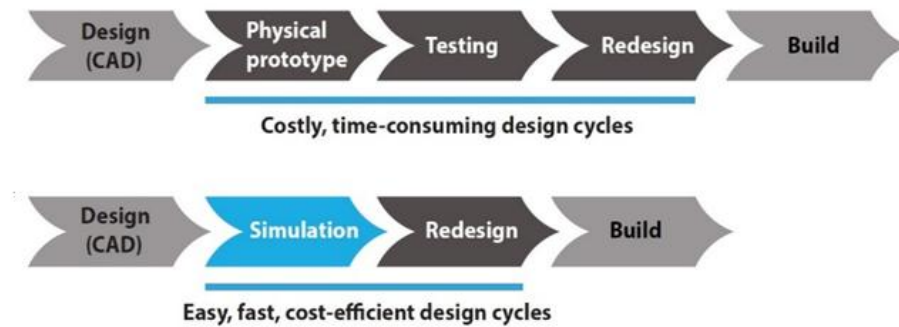 Design
(CAD)
Physical
prototype
Testing
Redesign
Build
Costly, time-consuming design cycles
Design
(CAD)
Simulation
Redesign
Build
Easy, fast, cost-efficient design cycles